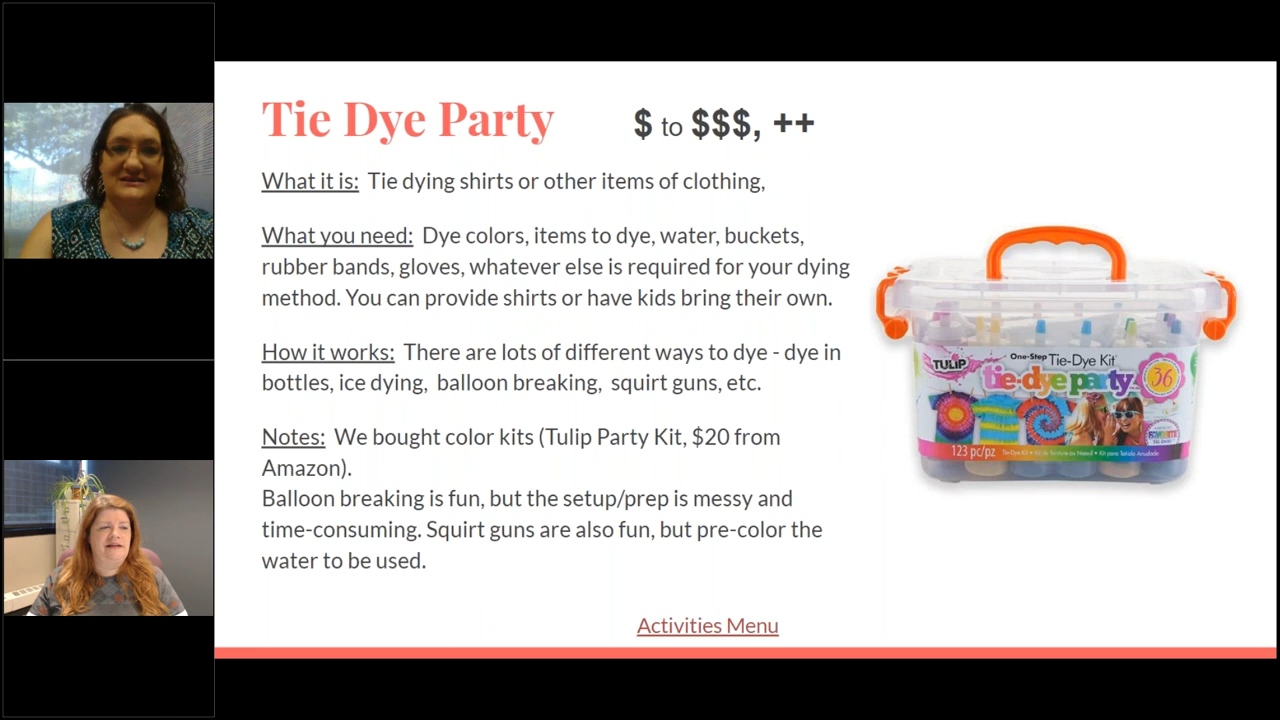 Tie Dye Party
$ to $$$, ++
What it is: Tie dying shirts or other items of clothing,
What you need: Dye colors, items to dye, water, buckets,
rubber bands, gloves, whatever else is required for your dying
method. You can provide shirts or have kids bring their own.
How it works: There are lots of different ways to dye - dye in
bottles, ice dying, balloon breaking, squirt guns, etc.
Notes: We bought color kits (Tulip Party Kit, $20 from
Amazon).
Balloon breaking is fun, but the setup/prep is messy and
time-consuming. Squirt guns are also fun, but pre-color the
water to be used.
One-Step Tie-Dye Kit
TULIP
tie-dye party
36
123 pc/pz
Activities Menu